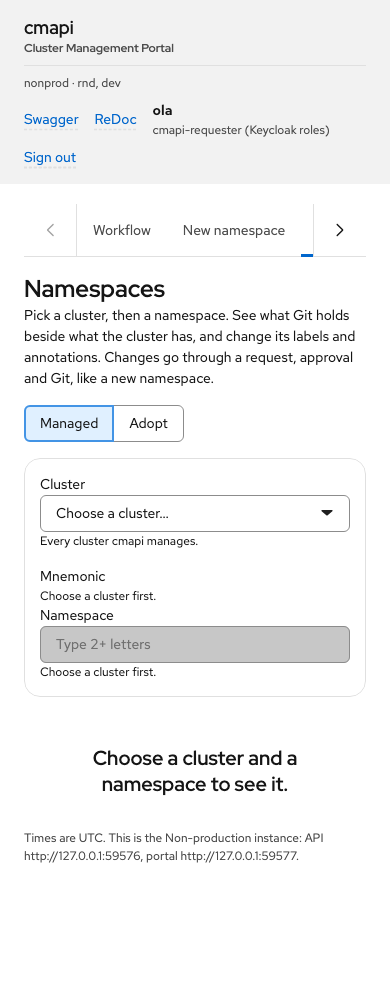 cmapi
Cluster Management Portal
nonprod · rnd, dev
Swagger
ReDoc
ola
cmapi-requester (Keycloak roles)
Sign out
Workflow
New namespace
Namespaces
Pick a cluster, then a namespace. See what Git holds
beside what the cluster has, and change its labels and
annotations. Changes go through a request, approval
and Git, like a new namespace.
Managed
Adopt
Cluster
Choose a cluster...
Every cluster cmapi manages.
Mnemonic
Choose a cluster first.
Namespace
Type 2+ letters
Choose a cluster first.
Choose a cluster and a
namespace to see it.
Times are UTC. This is the Non-production instance: API
http://127.0.0.1:59576, portal http://127.0.0.1:59577.